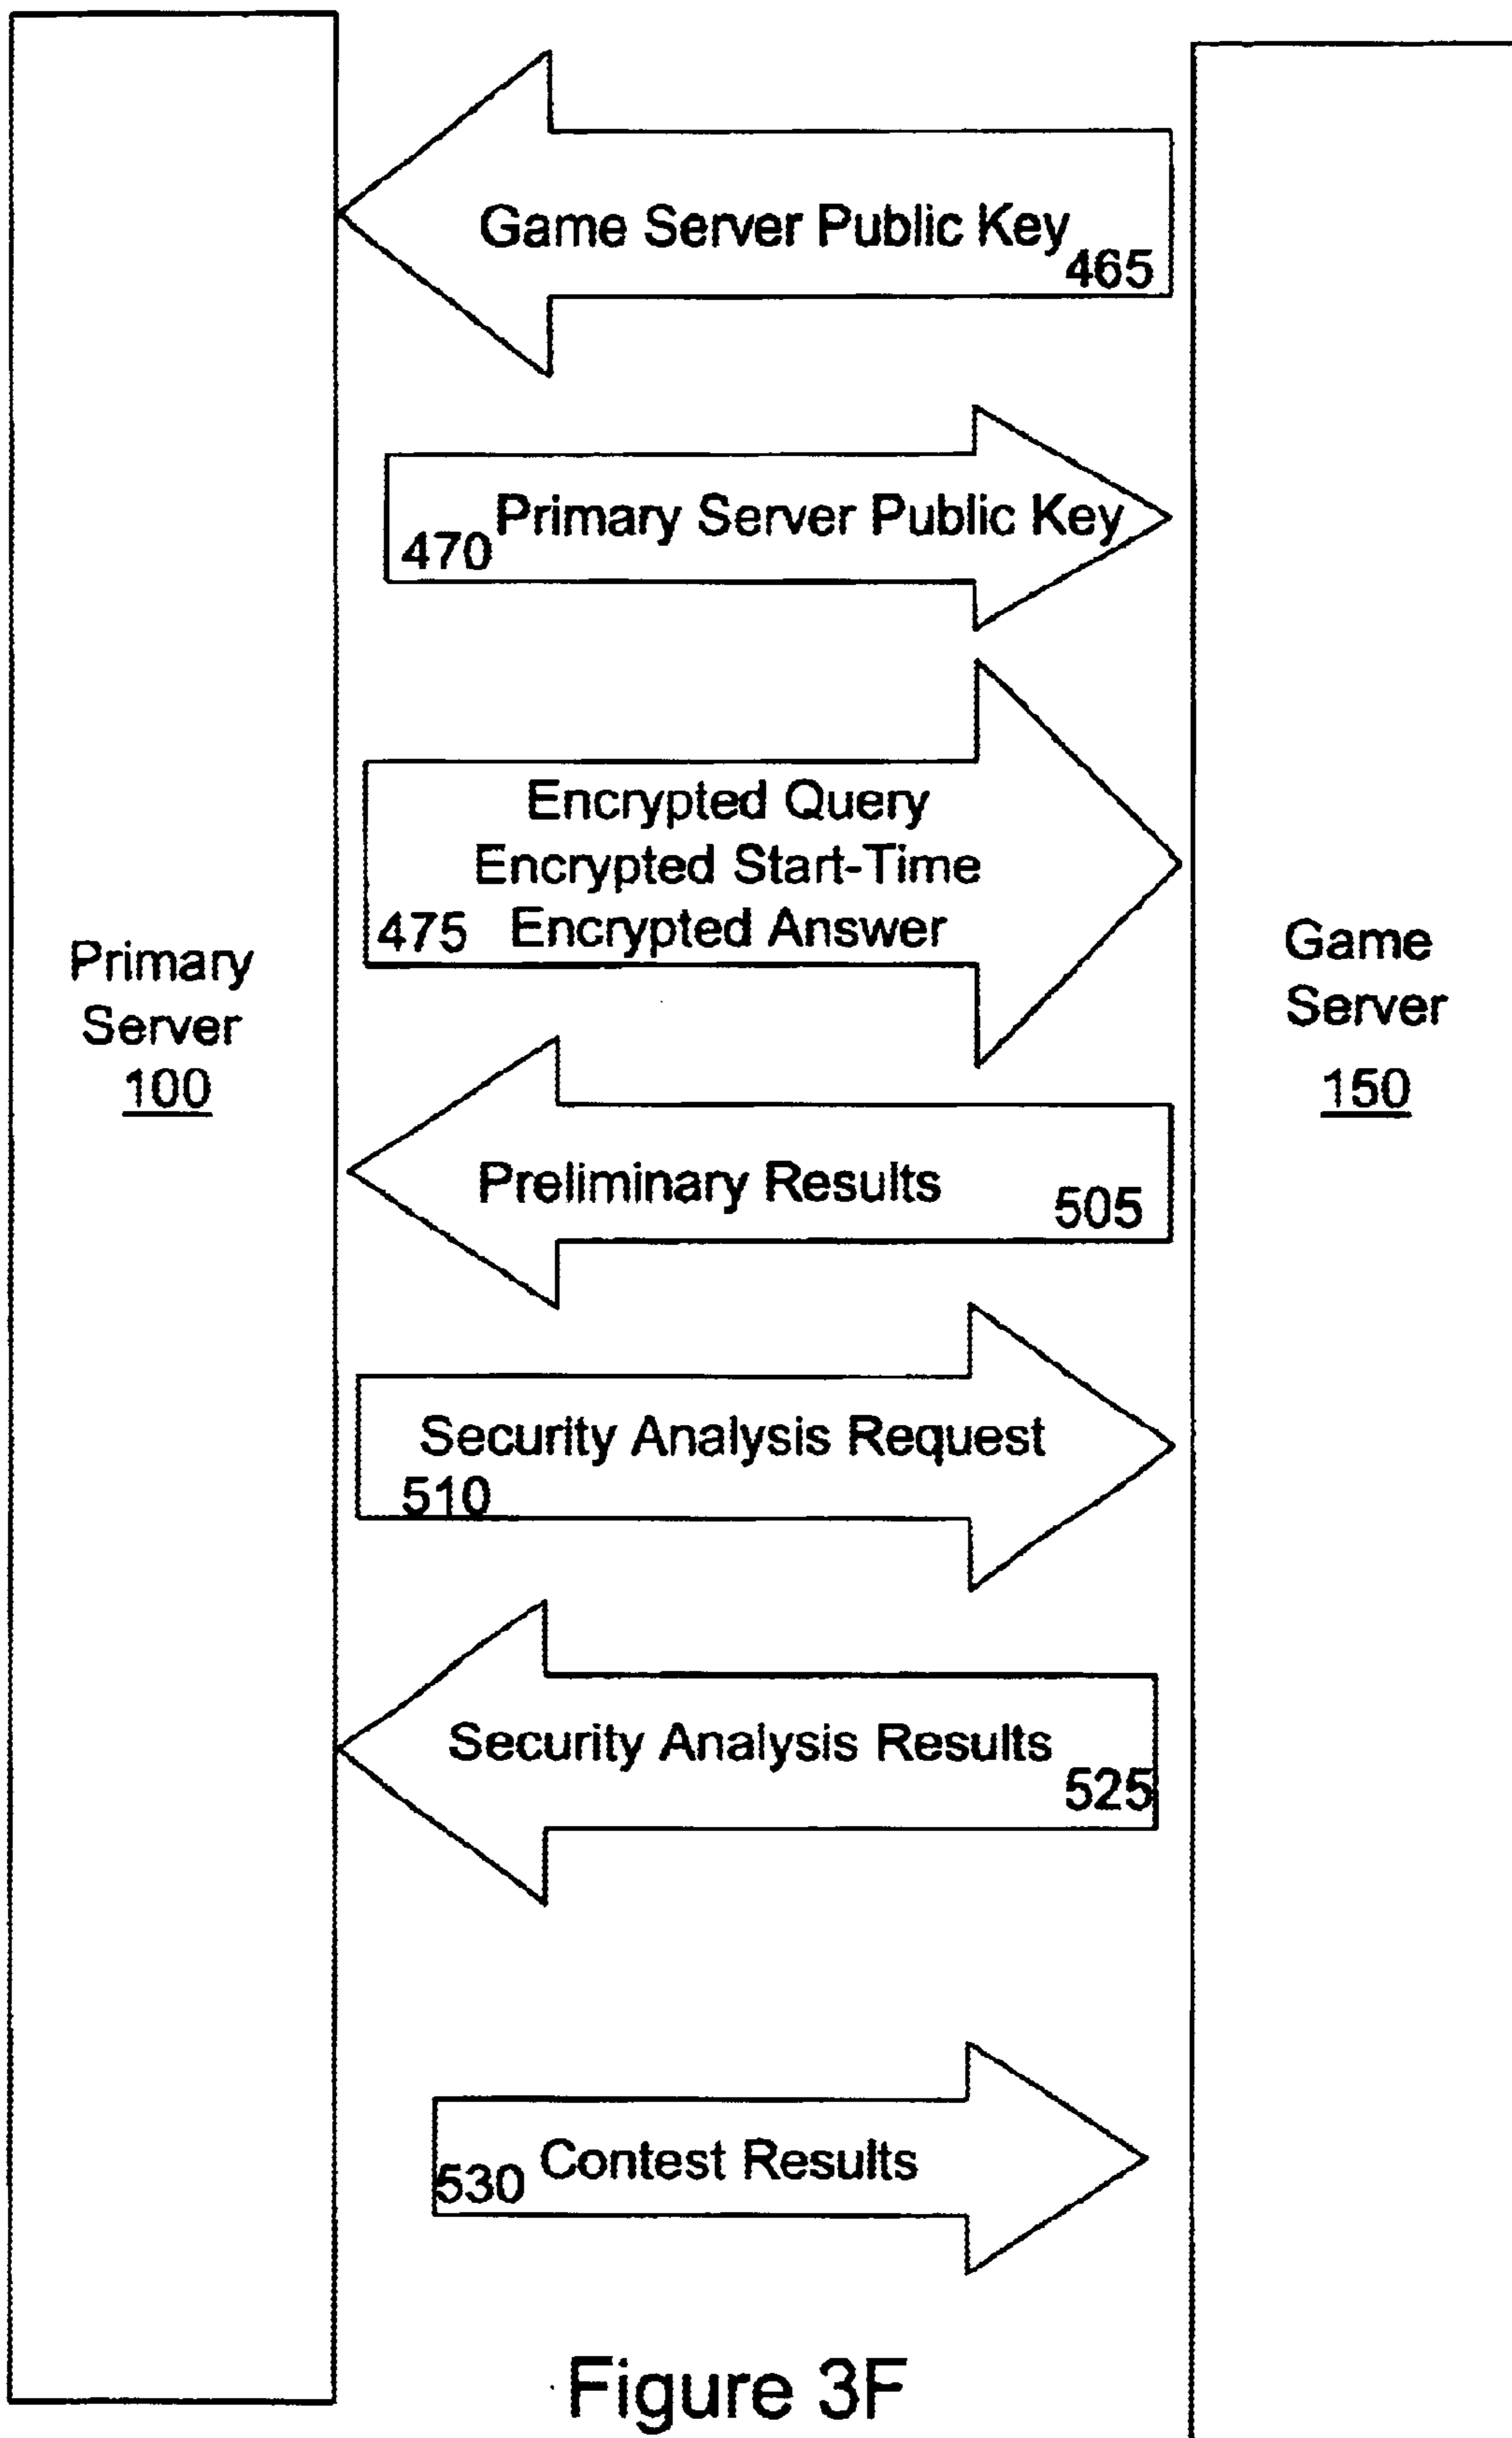 Game Server Public Key
465
Primary Server Public Key
470
Encrypted Query
Encrypted Start-Time
475 Encrypted Answer
Primary
Server
100
Game
Server
150
Preliminary Results
505
Security Analysis Request
510
Security Analysis Results
525
530 Contest Results
Figure 3F